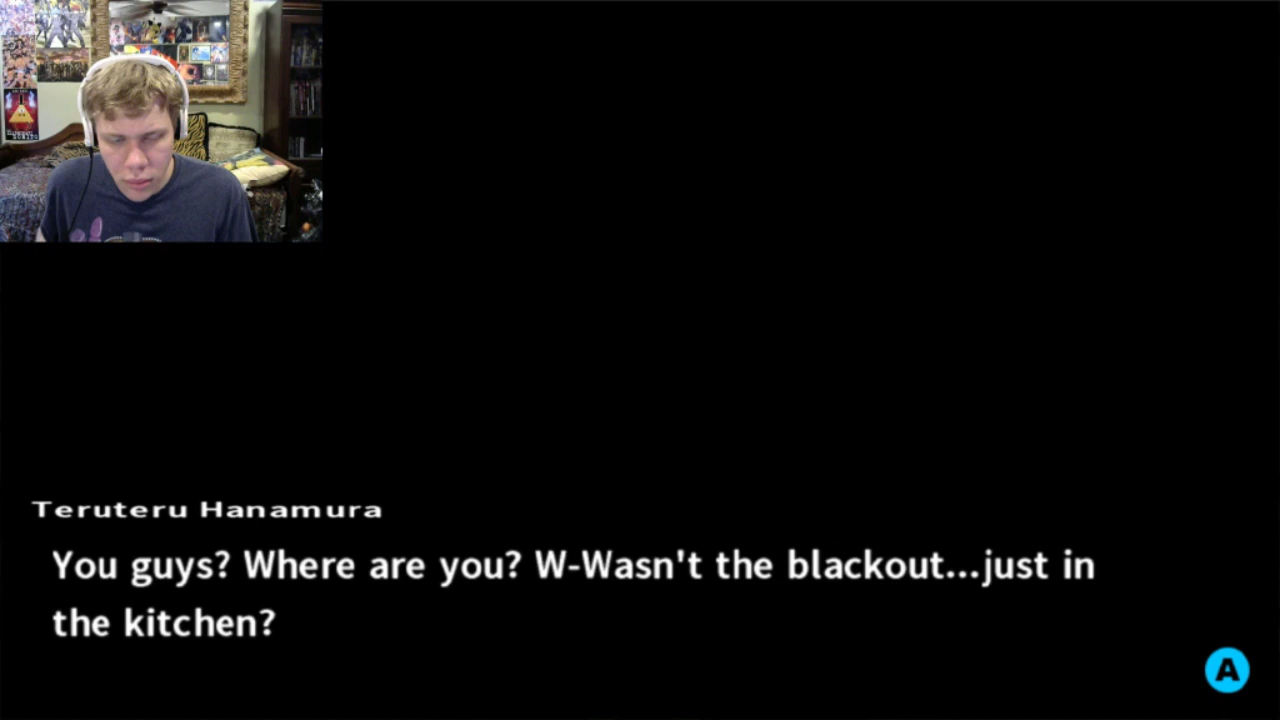 Teruteru Hanamura
You guys? Where are you? W-Wasn't the blackout...just in
the kitchen?
A